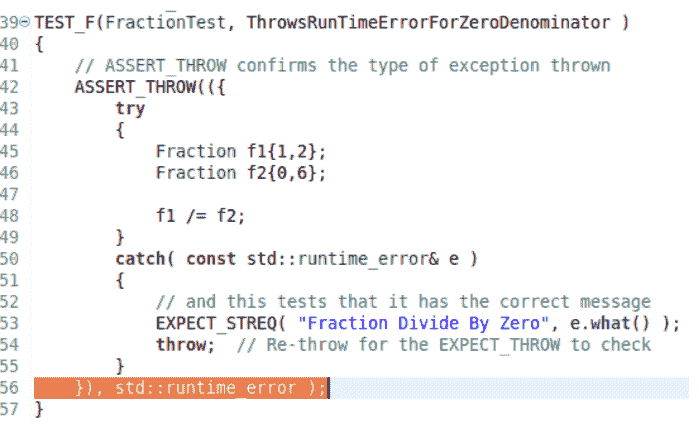 39 TEST_F(FractionTest, ThrowsRunTimeErrorForZeroDenominator )
40 {
41     // ASSERT_THROW confirms the type of exception thrown
42     ASSERT_THROW(({
43         try
44         {
45             Fraction f1{1,2};
46             Fraction f2{0,6};
47
48             f1 /= f2;
49         }
50         catch( const std::runtime_error& e )
51         {
52             // and this tests that it has the correct message
53             EXPECT_STREQ( "Fraction Divide By Zero", e.what() );
54             throw;  // Re-throw for the EXPECT_THROW to check
55         }
56     }), std::runtime_error );
57 }